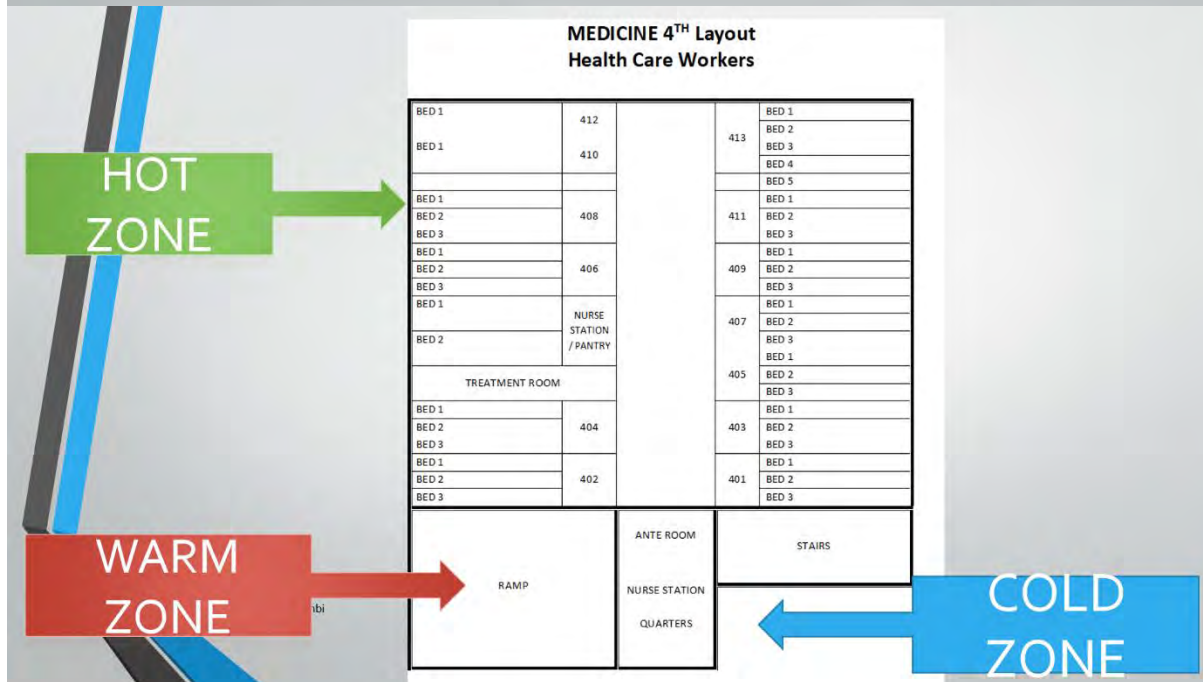 MEDICINE 4TH Layout
Health Care Workers
HOT
ZONE
WARM
ZONE
COLD
ZONE
BED 1
412
BED 1
410
BED 1
BED 2
408
BED 3
BED 1
BED 2
406
BED 3
BED 1
NURSE
STATION
/ PANTRY
BED 2
TREATMENT ROOM
BED 1
BED 2
404
BED 3
BED 1
BED 2
402
BED 3
413
BED 1
BED 2
BED 3
BED 4
BED 5
411
BED 1
BED 2
BED 3
409
BED 1
BED 2
BED 3
407
BED 1
BED 2
BED 3
405
BED 1
BED 2
BED 3
403
BED 1
BED 2
BED 3
401
BED 1
BED 2
BED 3
RAMP
ANTE ROOM
NURSE STATION
QUARTERS
STAIRS